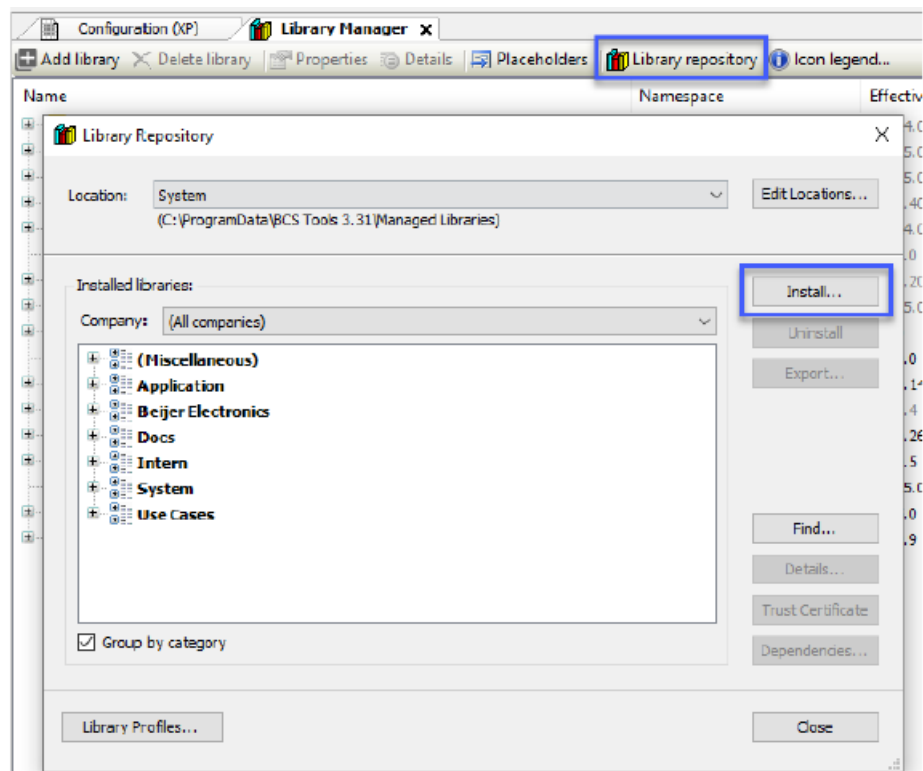 Configuration (XP) Library Manager x
Add library Delete library Properties Details Placeholders Library repository Icon legend...
Name Namespace Effectiv
Library Repository
Location: System Edit Locations...
(C:\ProgramData\BCS Tools 3.31\Managed Libraries)
Installed libraries: Install...
Company: (All companies) Uninstall
(Miscellaneous) Export...
Application
Beijer Electronics
Docs
Intern
System
Use Cases
Find...
Details...
Trust Certificate
Group by category Dependencies...
Library Profiles... Close